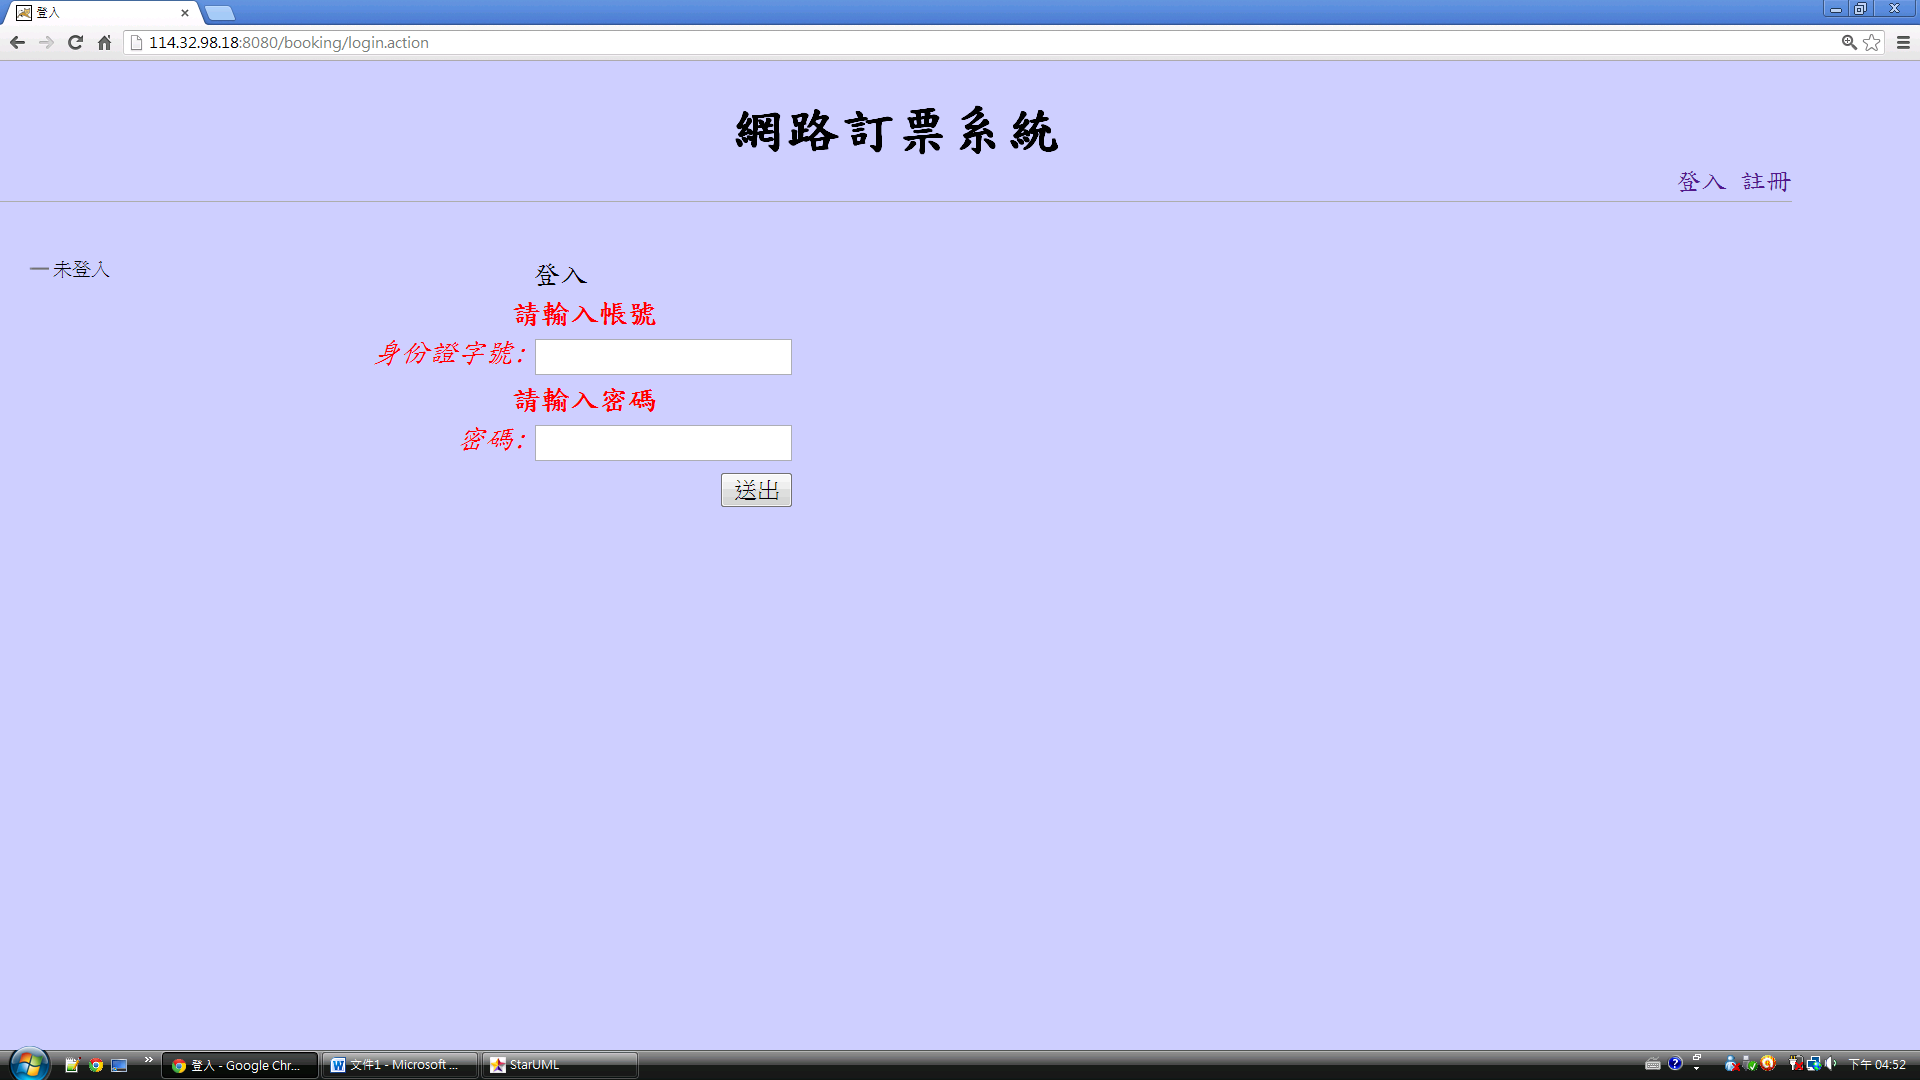 登入
114.32.98.18:8080/booking/login.action
網路訂票系統
登入 註冊
未登入
登入
請輸入帳號
身份證字號:
請輸入密碼
密碼:
送出
登入 - Google Chr...
文件1 - Microsoft ...
StarUML
下午 04:52